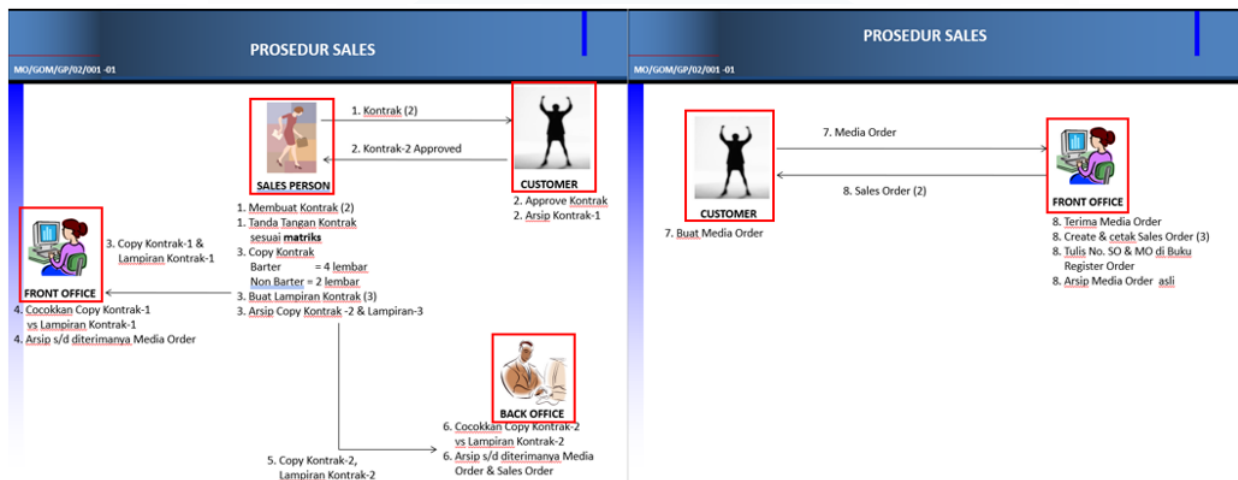 PROSEDUR SALES
MO/GOM/GP/02/001 -01
1. Kontrak (2)
2. Kontrak-2 Approved
SALES PERSON
1. Membuat Kontrak (2)
1. Tanda Tangan Kontrak
sesuai matriks
3. Copy Kontrak
Barter = 4 lembar
Non Barter = 2 lembar
3. Buat Lampiran Kontrak (3)
3. Arsip Copy Kontrak -2 & Lampiran-3
CUSTOMER
2. Approve Kontrak
2. Arsip Kontrak-1
3. Copy Kontrak-1 &
Lampiran Kontrak-1
FRONT OFFICE
4. Cocokkan Copy Kontrak-1
vs Lampiran Kontrak-1
4. Arsip s/d diterimanya Media Order
5. Copy Kontrak-2,
Lampiran Kontrak-2
BACK OFFICE
6. Cocokkan Copy Kontrak-2
vs Lampiran Kontrak-2
6. Arsip s/d diterimanya Media
Order & Sales Order
PROSEDUR SALES
MO/GOM/GP/02/001 -01
7. Media Order
8. Sales Order (2)
CUSTOMER
7. Buat Media Order
FRONT OFFICE
8. Terima Media Order
8. Create & cetak Sales Order (3)
8. Tulis No. SO & MO di Buku
Register Order
8. Arsip Media Order asli